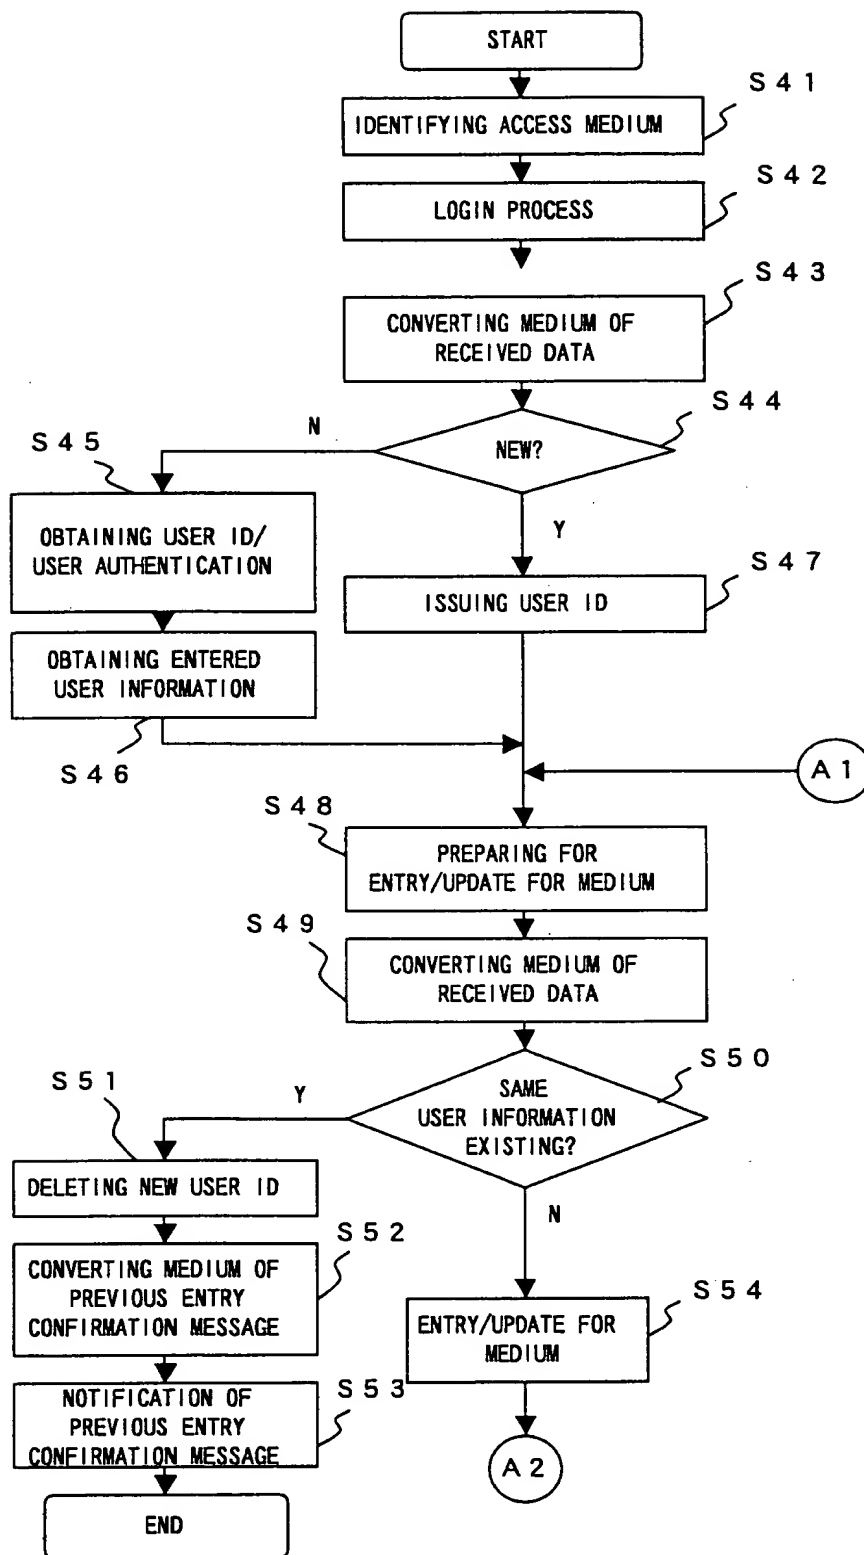 START
S41
IDENTIFYING ACCESS MEDIUM
S42
LOGIN PROCESS
S43
CONVERTING MEDIUM OF
RECEIVED DATA
S44
NEW?
N
Y
S45
OBTAINING USER ID/
USER AUTHENTICATION
S47
ISSUING USER ID
OBTAINING ENTERED
USER INFORMATION
S46
A1
S48
PREPARING FOR
ENTRY/UPDATE FOR MEDIUM
S49
CONVERTING MEDIUM OF
RECEIVED DATA
S50
SAME
USER INFORMATION
EXISTING?
Y
N
S51
DELETING NEW USER ID
S52
CONVERTING MEDIUM OF
PREVIOUS ENTRY
CONFIRMATION MESSAGE
S54
ENTRY/UPDATE FOR
MEDIUM
S53
NOTIFICATION OF
PREVIOUS ENTRY
CONFIRMATION MESSAGE
A2
END